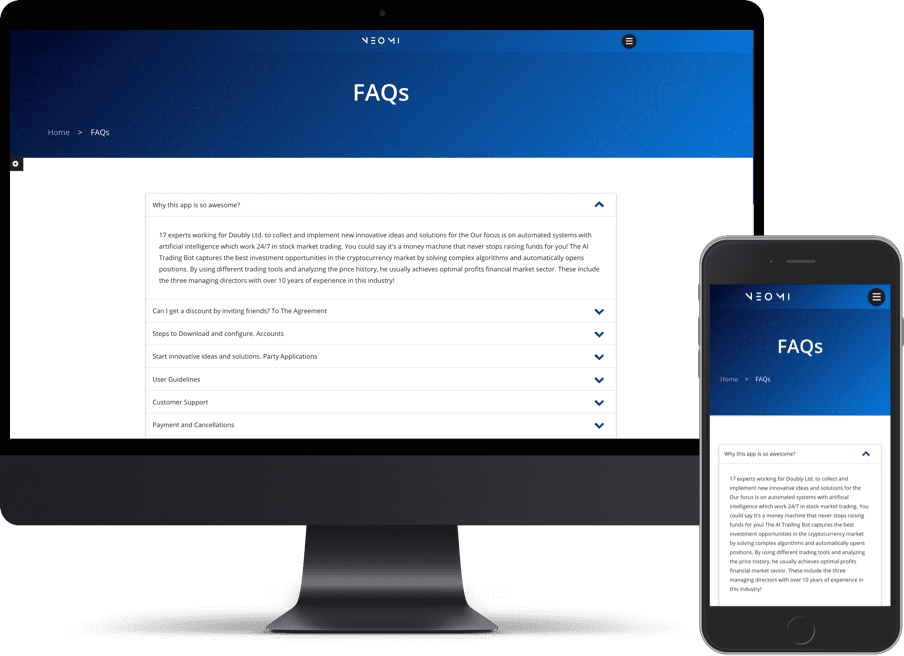 NEOMI
FAQs
Home > FAQs
Why this app is so awesome?
17 experts working for Doubly Ltd. to collect and implement new innovative ideas and solutions for the Our focus is on automated systems with
artificial intelligence which work 24/7 in stock market trading. You could say it's a money machine that never stops raising funds for you! The AI
Trading Bot captures the best investment opportunities in the cryptocurrency market by solving complex algorithms and automatically opens
positions. By using different trading tools and analyzing the price history, he usually achieves optimal profits financial market sector. These include
the three managing directors with over 10 years of experience in this industry!
Can I get a discount by inviting friends? To The Agreement
Steps to Download and configure. Accounts
Start innovative ideas and solutions. Party Applications
User Guidelines
Customer Support
Payment and Cancellations
NEOMI
FAQs
Home > FAQs
Why this app is so awesome?
17 experts working for Doubly Ltd. to collect and
implement new innovative ideas and solutions for the
Our focus is on automated systems with artificial
intelligence which work 24/7 in stock market trading. You
could say it's a money machine that never stops raising
funds for you! The AI Trading Bot captures the best
investment opportunities in the cryptocurrency market
by solving complex algorithms and automatically opens
positions. By using different trading tools and analyzing
the price history, he usually achieves optimal profits
financial market sector. These include the three
managing directors with over 10 years of experience in
this industry!